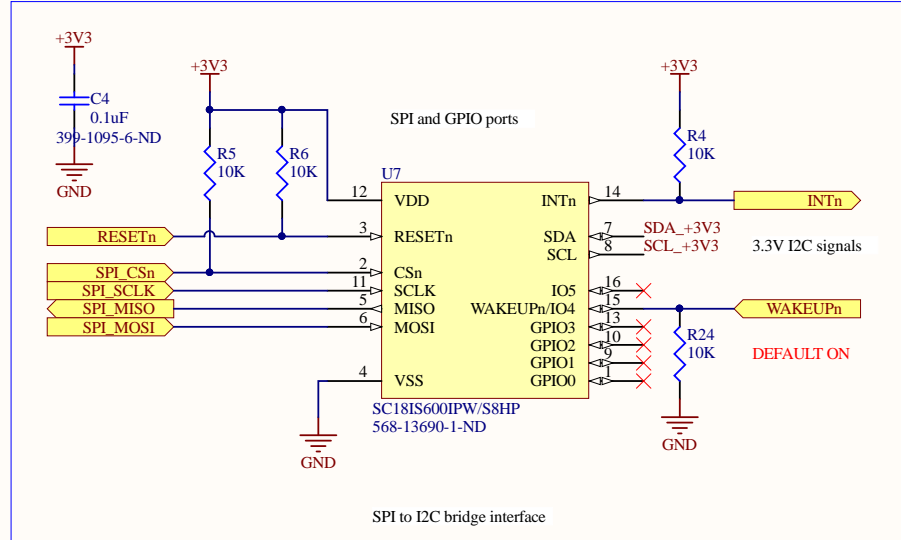 +3V3
C4
0.1uF
399-1095-6-ND
GND
+3V3
SPI and GPIO ports
+3V3
R5
10K
R6
10K
R4
10K
U7
12 VDD
INTn 14
INTn
RESETn
3 RESETn
SDA 7 SDA_+3V3
SCL 8 SCL_+3V3
3.3V I2C signals
SPI_CSn
2 CSn
SPI_SCLK
11 SCLK
IO5 16
SPI_MISO
5 MISO
WAKEUPn/IO4 15
WAKEUPn
SPI_MOSI
6 MOSI
GPIO3 13
GPIO2 10
GPIO1 9
GPIO0 1
R24
10K
DEFAULT ON
4 VSS
SC18IS600IPW/S8HP
568-13690-1-ND
GND
GND
SPI to I2C bridge interface